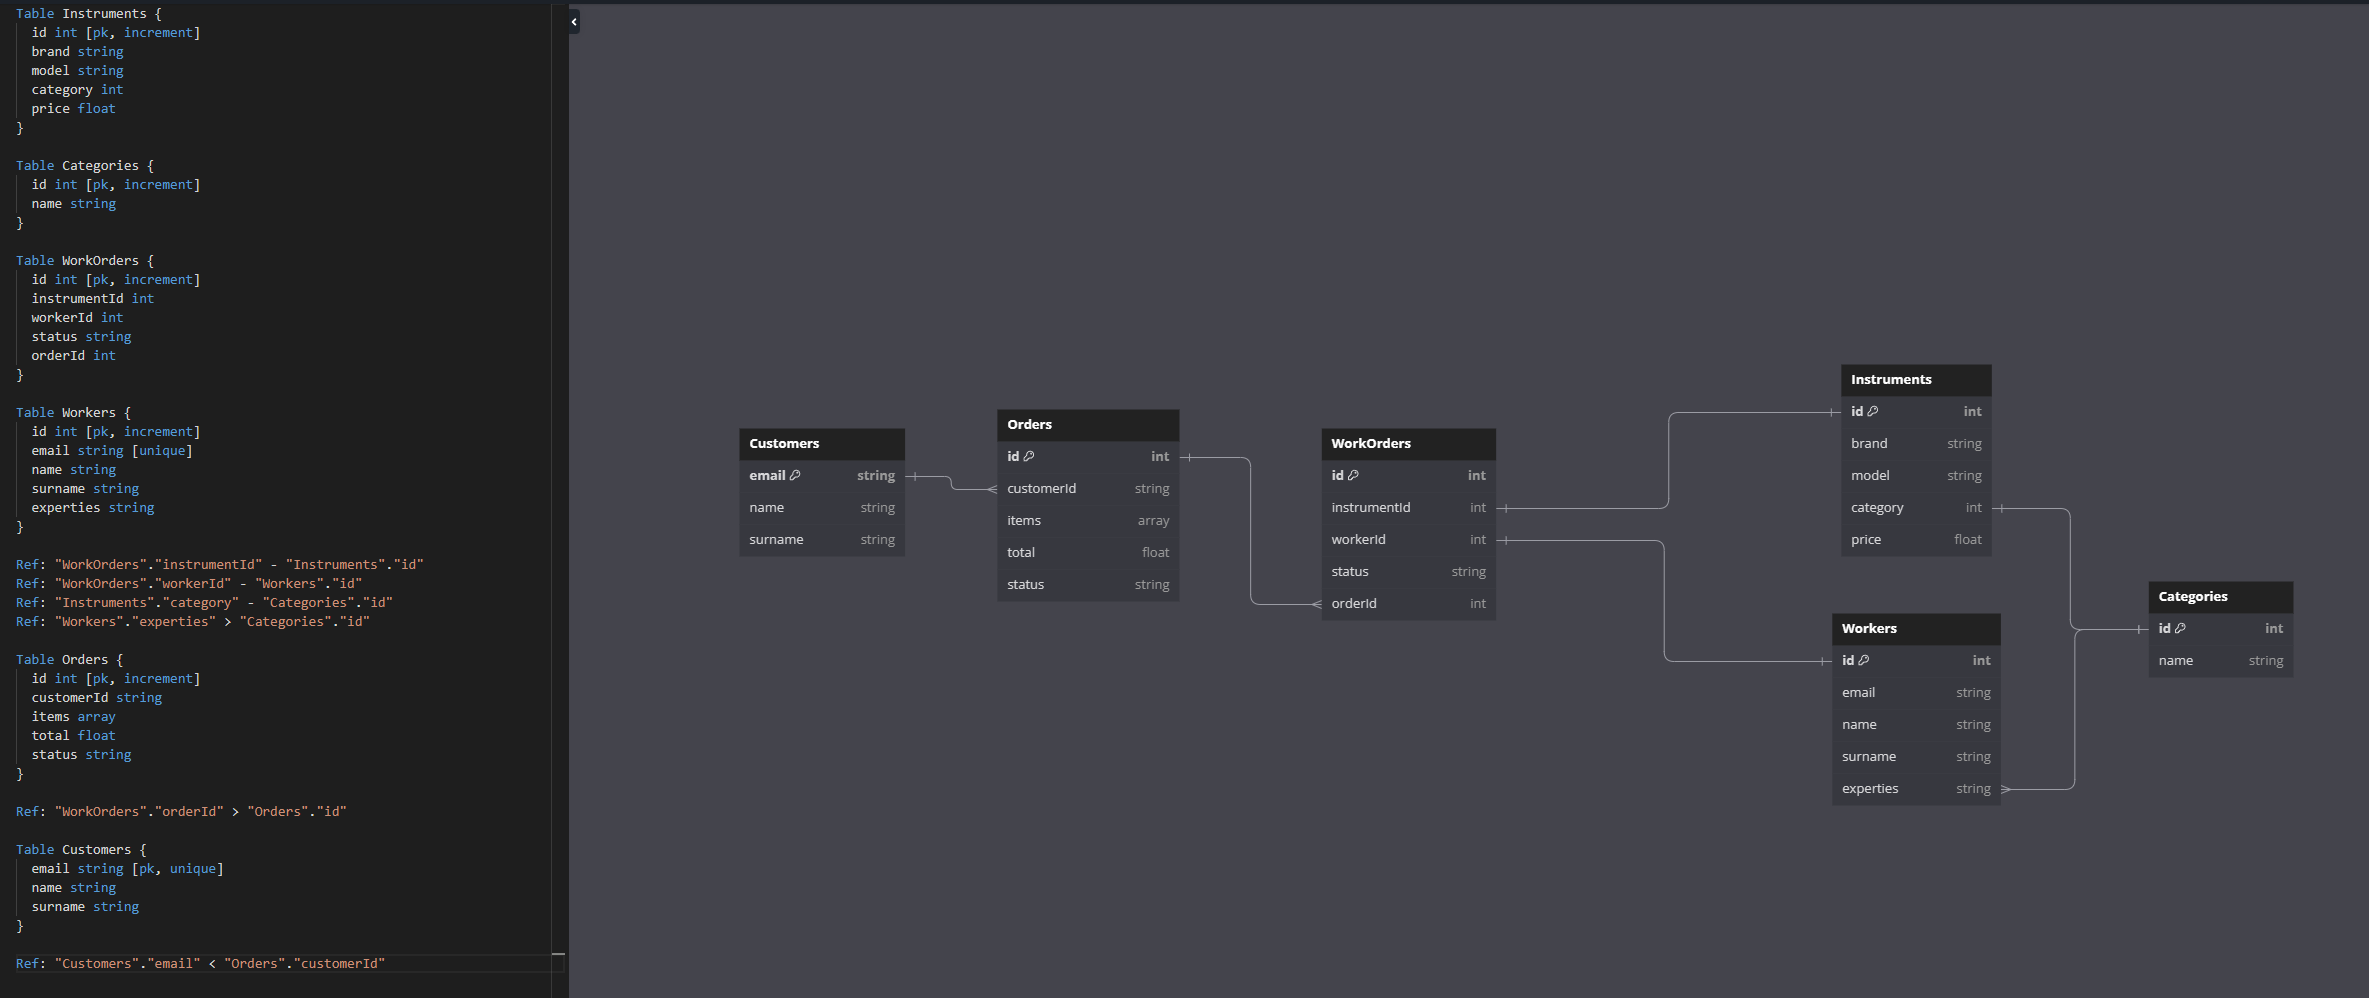 Table Instruments {
id int [pk, increment]
brand string
model string
category int
price float
}
Table Categories {
id int [pk, increment]
name string
}
Table WorkOrders {
id int [pk, increment]
instrumentId int
workerId int
status string
orderId int
}
Table Workers {
id int [pk, increment]
email string [unique]
name string
surname string
experties string
}
Ref: "WorkOrders"."instrumentId" - "Instruments"."id"
Ref: "WorkOrders"."workerId" - "Workers"."id"
Ref: "Instruments"."category" - "Categories"."id"
Ref: "Workers"."experties" > "Categories"."id"
Table Orders {
id int [pk, increment]
customerId string
items array
total float
status string
}
Ref: "WorkOrders"."orderId" > "Orders"."id"
Table Customers {
email string [pk, unique]
name string
surname string
}
Ref: "Customers"."email" < "Orders"."customerId"
Customers
email string
name string
surname string
Orders
id int
customerId string
items array
total float
status string
WorkOrders
id int
instrumentId int
workerId int
status string
orderId int
Instruments
id int
brand string
model string
category int
price float
Workers
id int
email string
name string
surname string
experties string
Categories
id int
name string